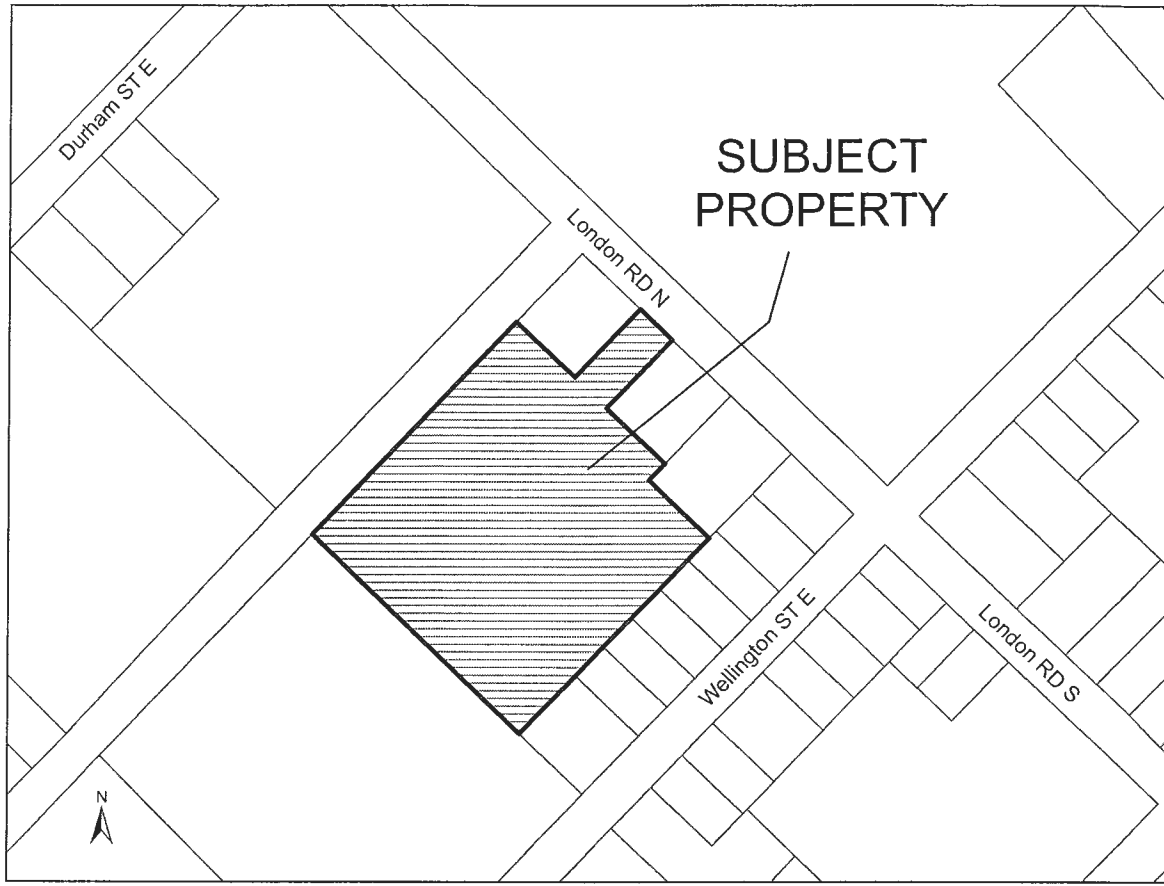 Durham ST E
SUBJECT
PROPERTY
London RD N
Wellington ST E
London RD S
N